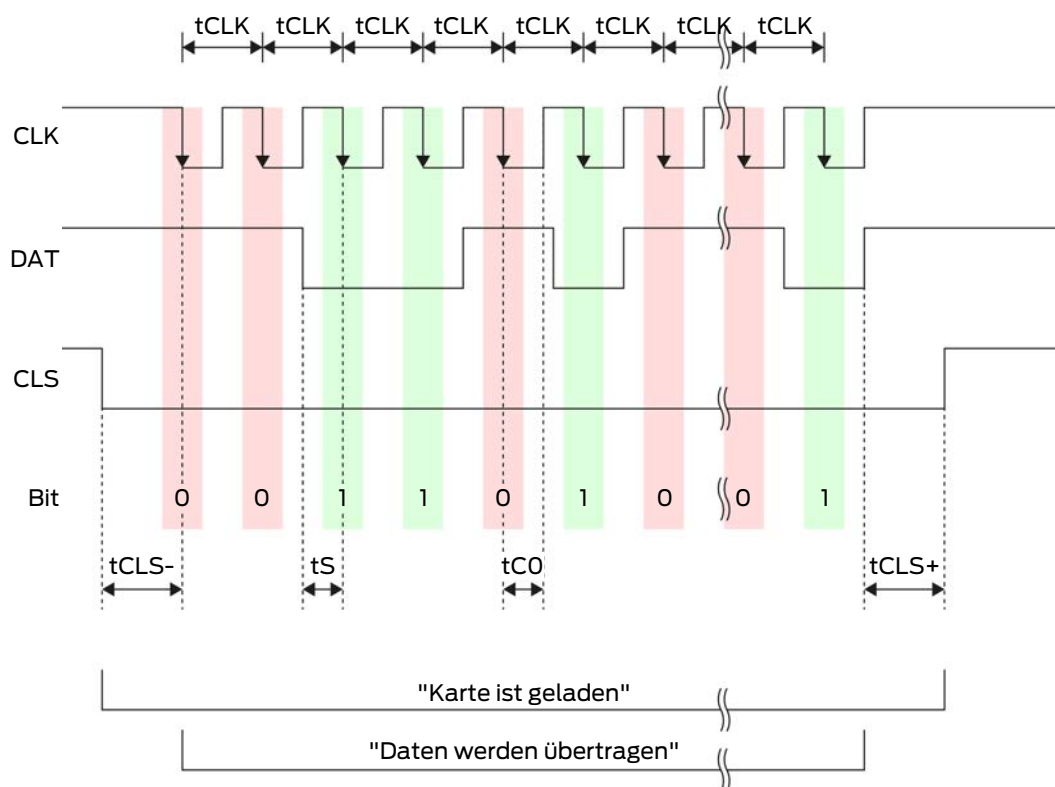 tCLK tCLK tCLK tCLK tCLK tCLK tCLK tCLK
CLK
DAT
CLS
Bit 0 0 1 1 0 1 0 0 1
tCLS- tS tC0 tCLS+
"Karte ist geladen"
"Daten werden übertragen"